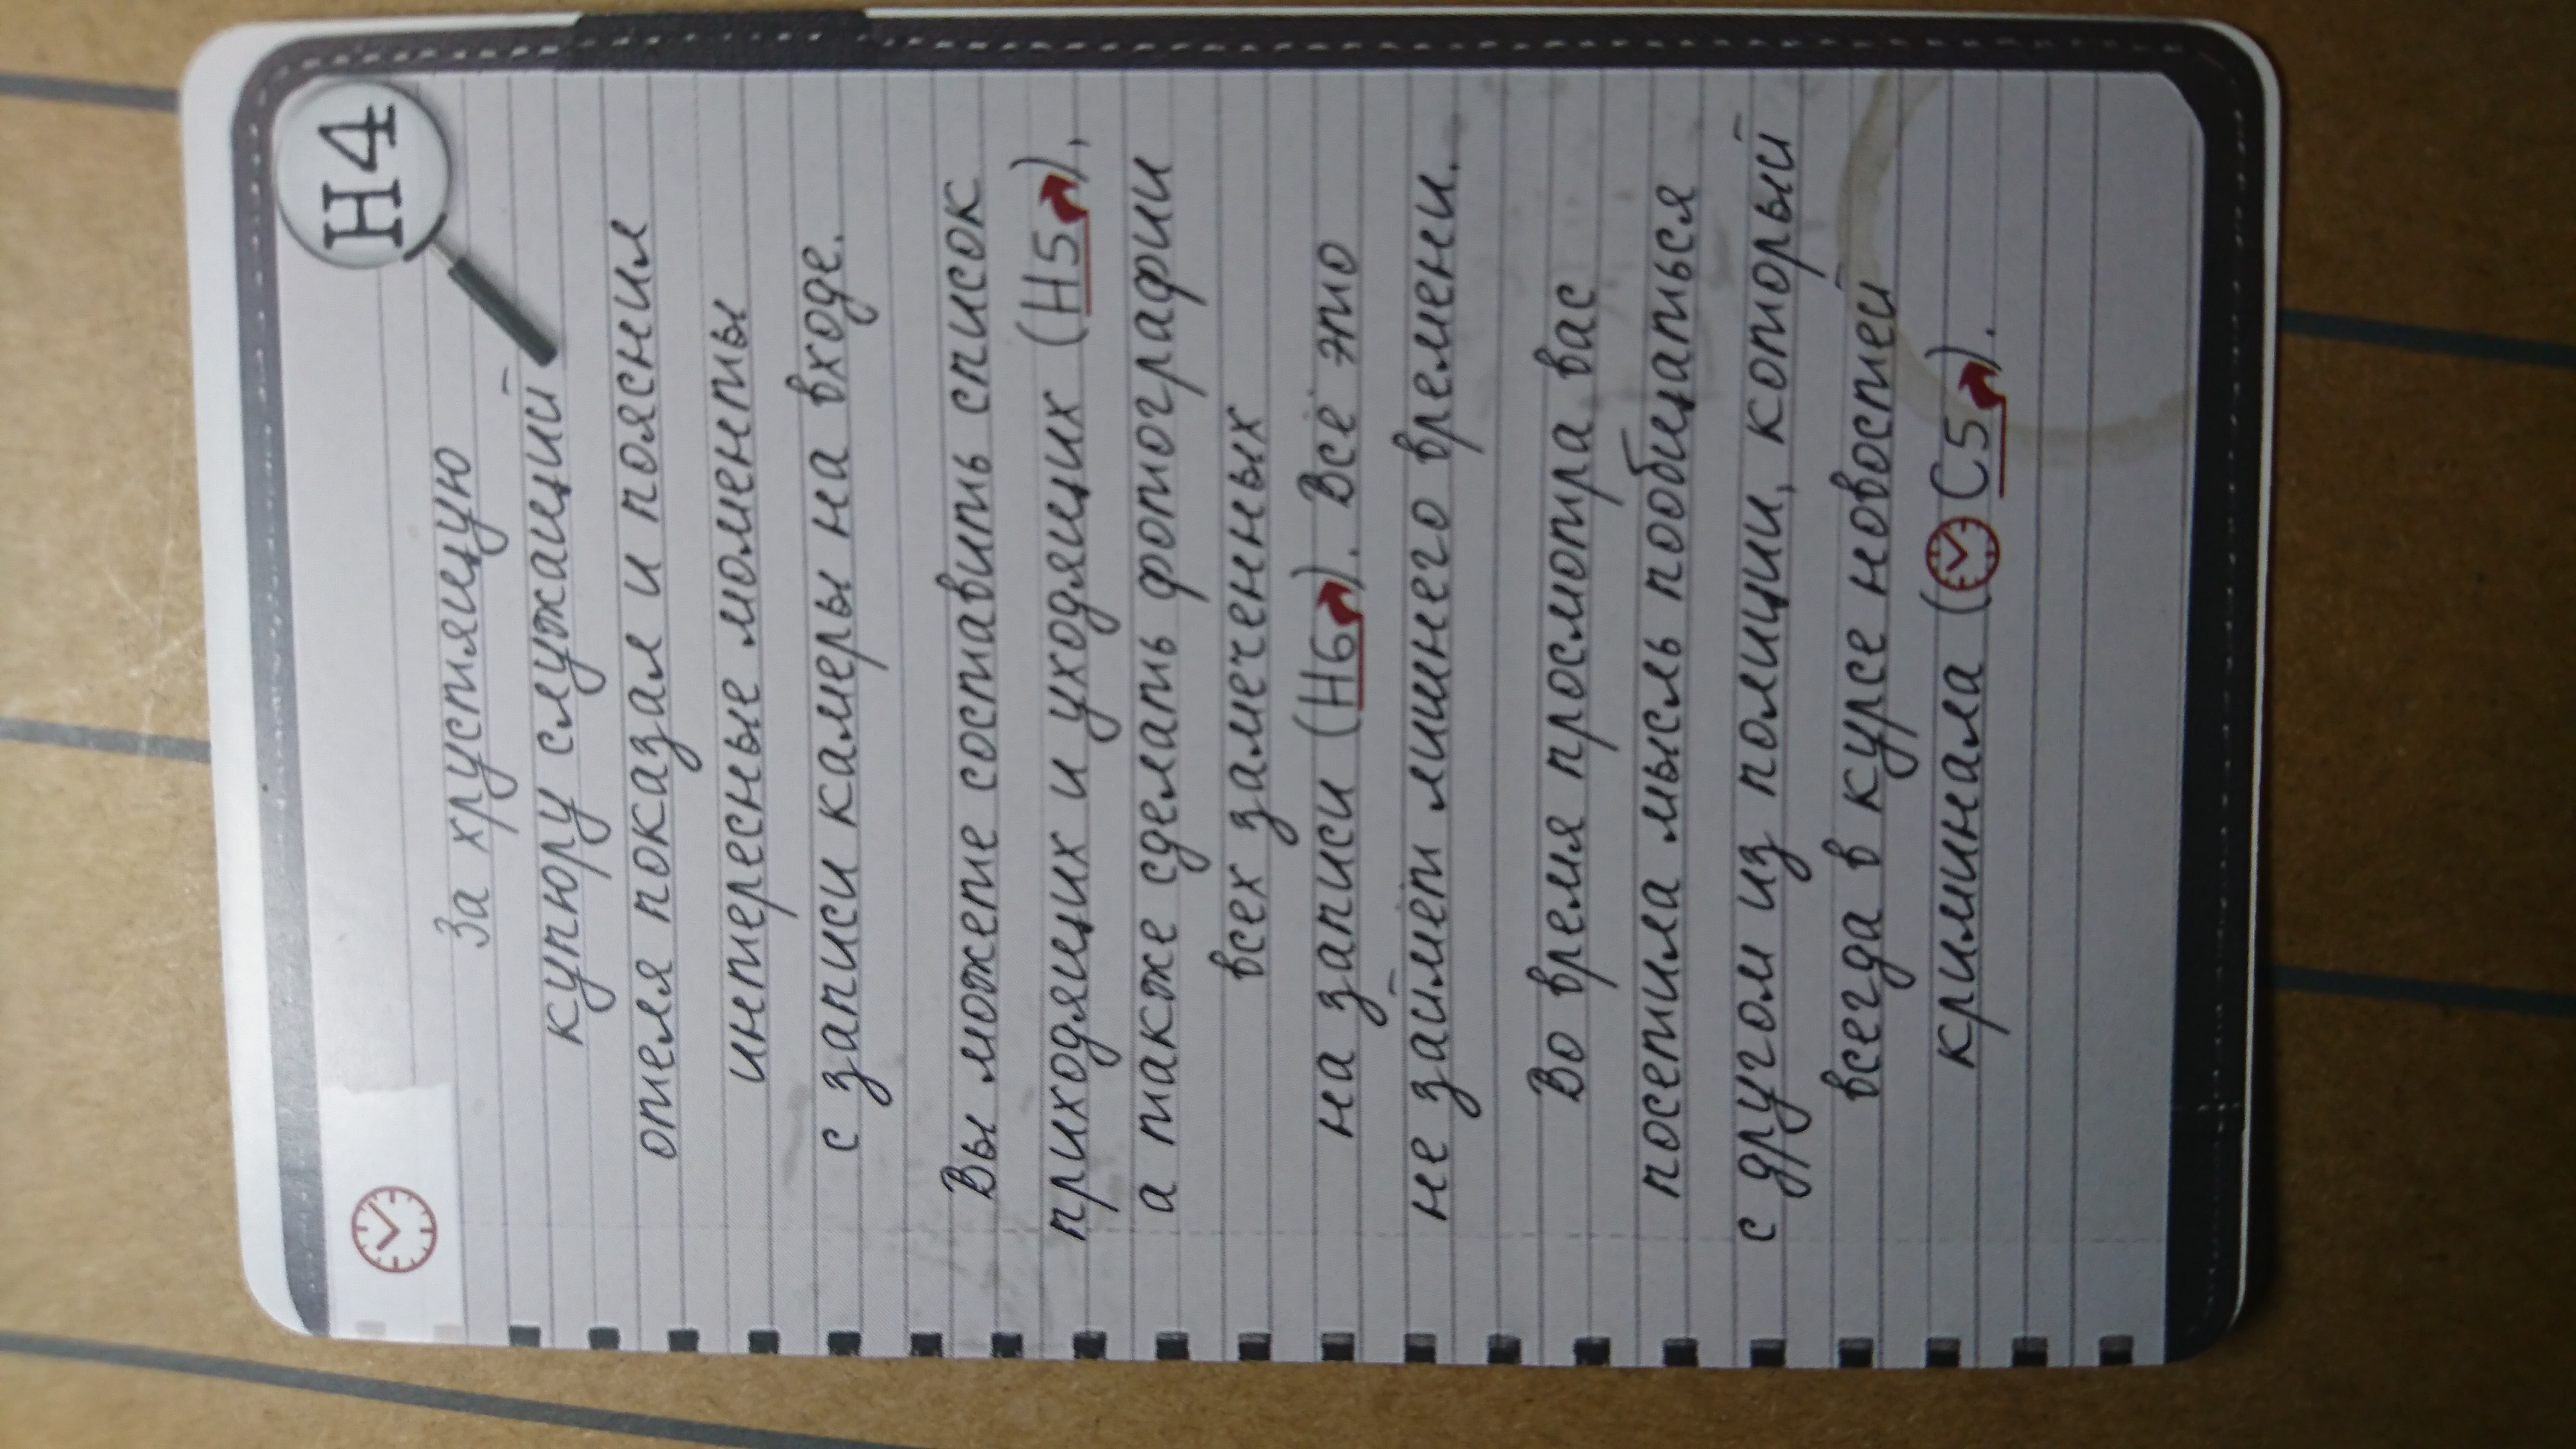 H4
За хрустящую
купюру служащий
отеля показал и пояснил
интересные моменты
с записи камеры на входе.
Вы можете составить список
приходящих и уходящих (H5),
а также сделать фотографии
всех замеченных
на записи (H6). Всё это
не займёт лишнего времени.
Во время просмотра вас
посетила мысль пообщаться
с другом из полиции, который
всегда в курсе новостей
криминала (C5).